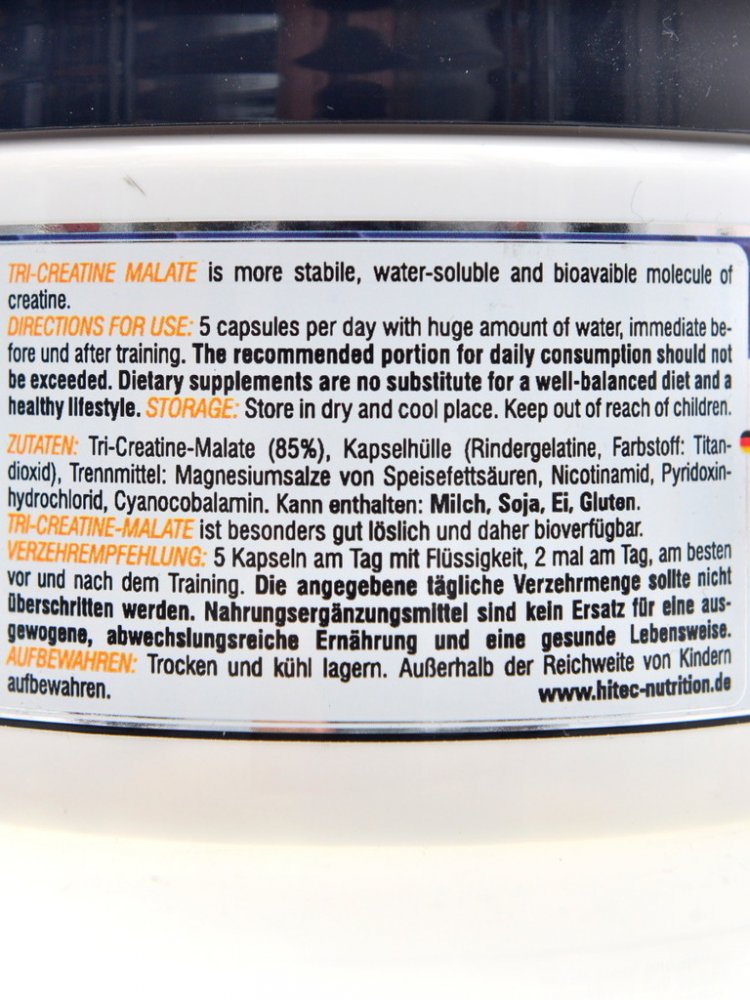 TRI-CREATINE MALATE is more stabile, water-soluble and bioavaible molecule of
creatine.
DIRECTIONS FOR USE: 5 capsules per day with huge amount of water, immediate be-
fore und after training. The recommended portion for daily consumption should not
be exceeded. Dietary supplements are no substitute for a well-balanced diet and a
healthy lifestyle. STORAGE: Store in dry and cool place. Keep out of reach of children.
ZUTATEN: Tri-Creatine-Malate (85%), Kapselhülle (Rindergelatine, Farbstoff: Titan-
dioxid), Trennmittel: Magnesiumsalze von Speisefettsäuren, Nicotinamid, Pyridoxin-
hydrochlorid, Cyanocobalamin. Kann enthalten: Milch, Soja, Ei, Gluten.
TRI-CREATINE-MALATE ist besonders gut löslich und daher bioverfügbar.
VERZEHREMPFEHLUNG: 5 Kapseln am Tag mit Flüssigkeit, 2 mal am Tag, am besten
vor und nach dem Training. Die angegebene tägliche Verzehrmenge sollte nicht
überschritten werden. Nahrungsergänzungsmittel sind kein Ersatz für eine aus-
gewogene, abwechslungsreiche Ernährung und eine gesunde Lebensweise.
AUFBEWAHREN: Trocken und kühl lagern. Außerhalb der Reichweite von Kindern
aufbewahren. www.hitec-nutrition.de